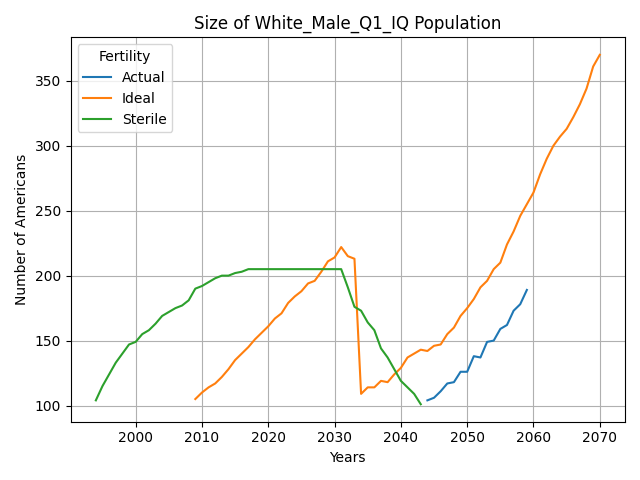 Size of White_Male_Q1_IQ Population
Fertility
Actual
Ideal
Sterile
Number of Americans
350
300
250
200
150
100
2000
2010
2020
2030
2040
2050
2060
2070
Years